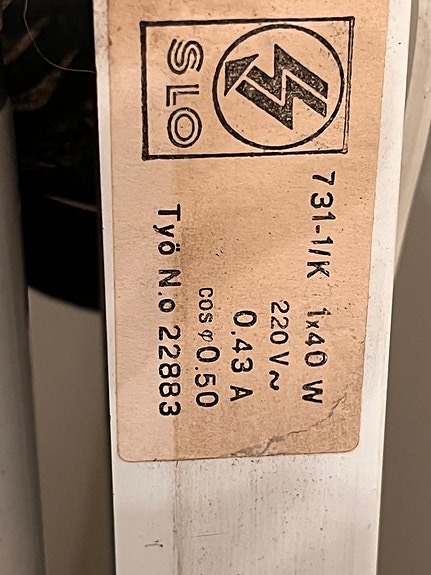 SLO
731-1/K 1x40 W
220 V ~
0.43 A
cos φ 0.50
Työ N.o 22883